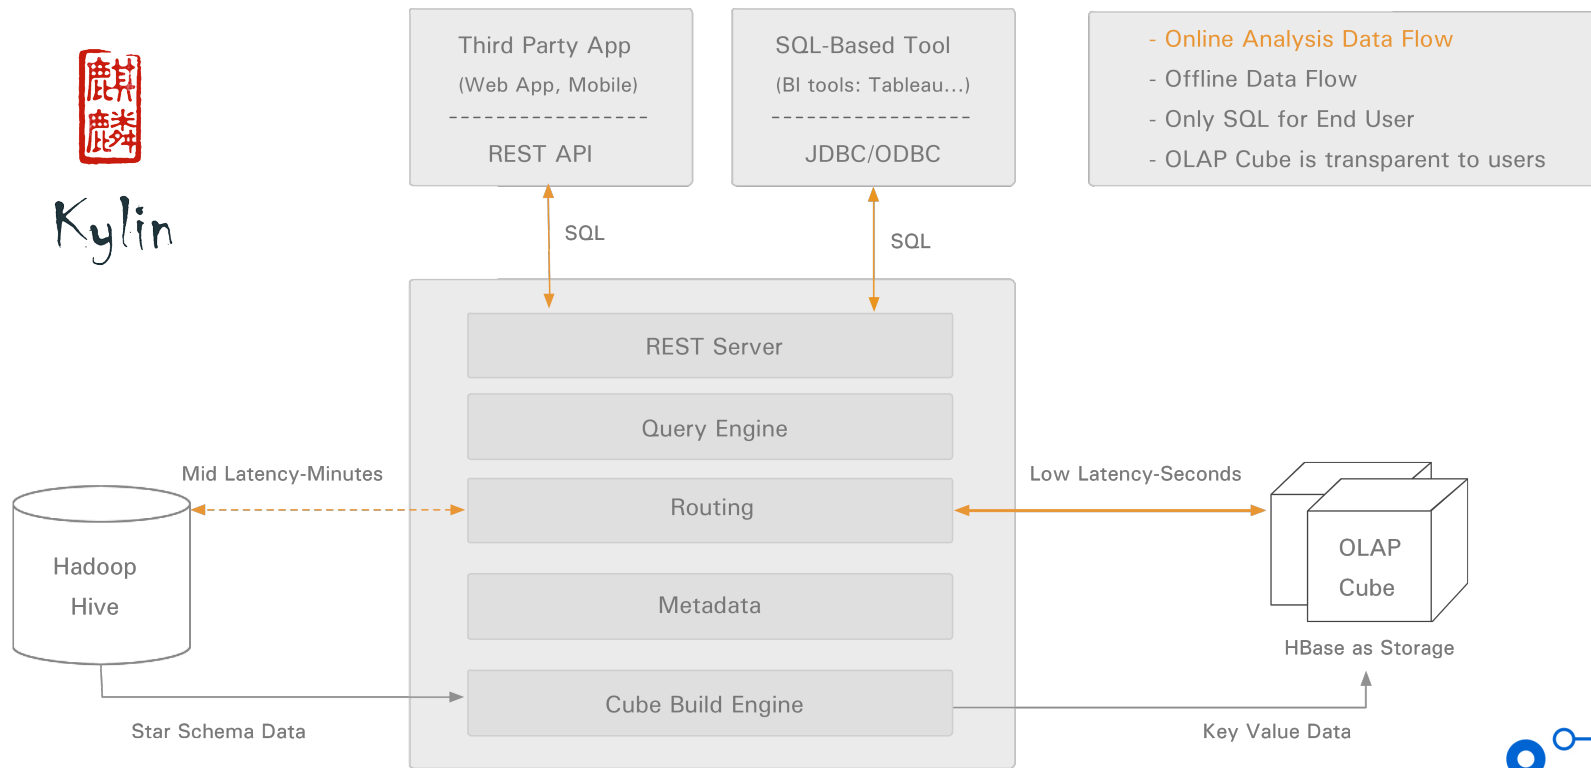 麒
麟
Kylin
Third Party App
(Web App, Mobile)
REST API
SQL-Based Tool
(BI tools: Tableau...)
JDBC/ODBC
- Online Analysis Data Flow
- Offline Data Flow
- Only SQL for End User
- OLAP Cube is transparent to users
SQL
SQL
REST Server
Query Engine
Mid Latency-Minutes
Routing
Low Latency-Seconds
Hadoop
Hive
OLAP
Cube
Metadata
HBase as Storage
Cube Build Engine
Star Schema Data
Key Value Data